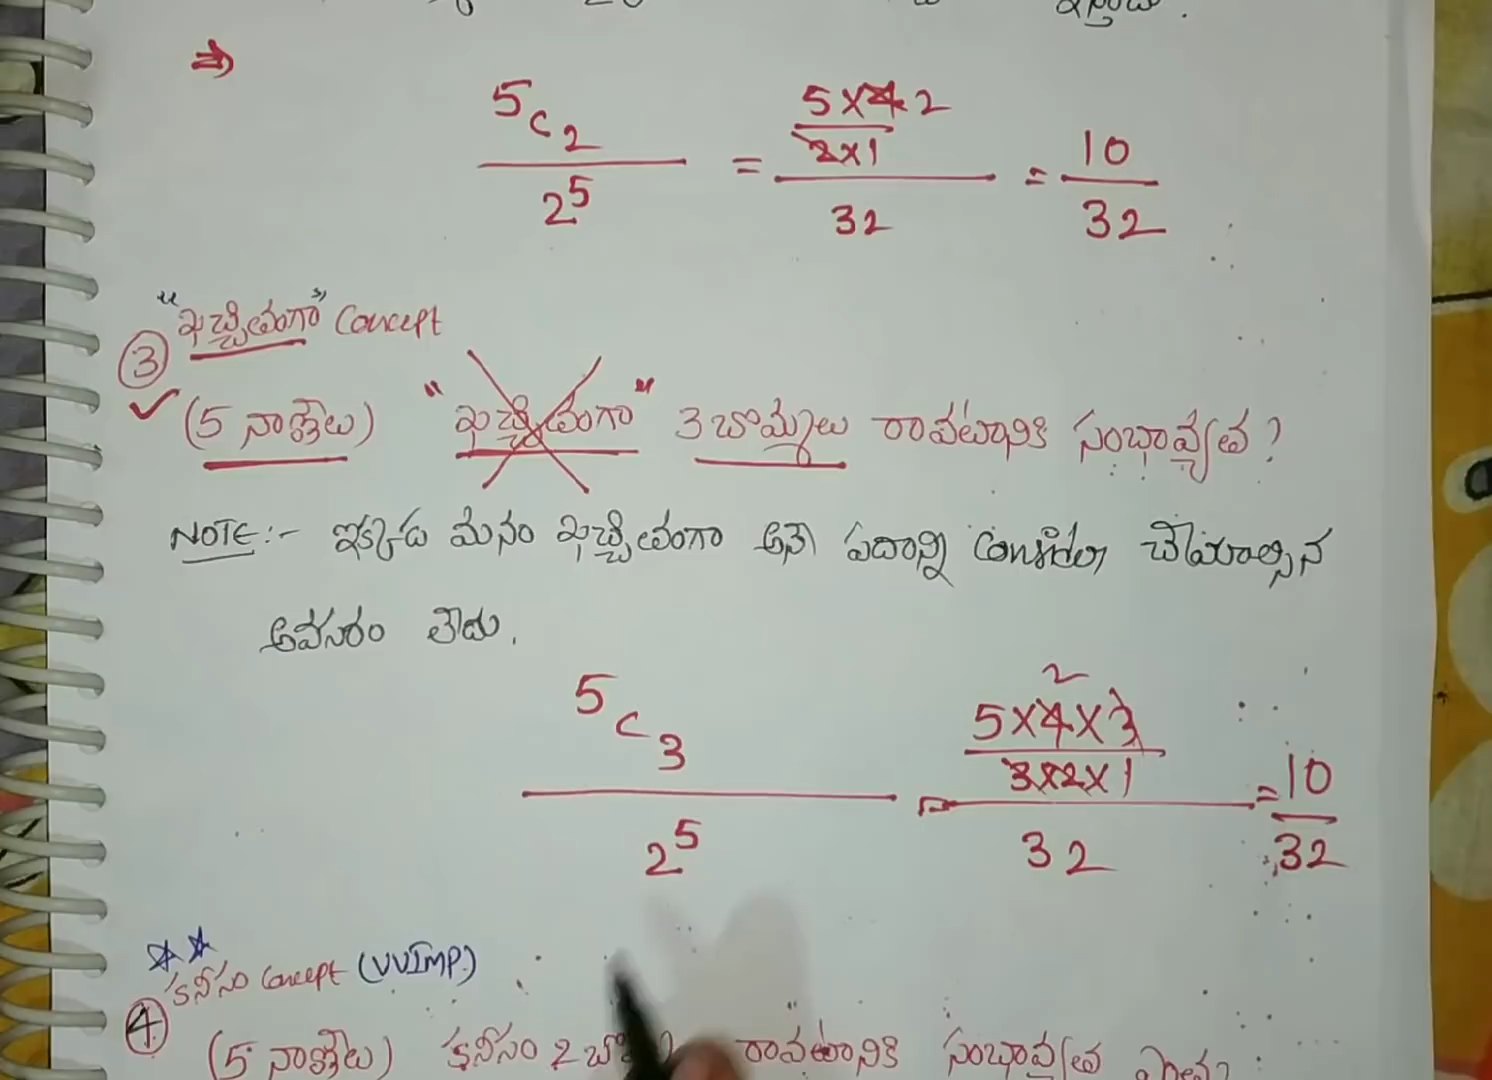 ⇒ 5c2 / 2^5 = (5×4 2 / 2×1) / 32 = 10/32
"ఖచ్చితంగా" Concept
③ (5 నాణేలు) "ఖచ్చితంగా" 3 బొమ్మలు రావటానికి సంభావ్యత?
NOTE:- ఇక్కడ మనం ఖచ్చితంగా అనే పదాన్ని Consider చేయాల్సిన
అవసరం లేదు.
5c3 / 2^5 = (5×4×3 2 / 3×2×1) / 32 = 10/32
కనీసం Concept (VVImp.)
④ (5 నాణేలు) కనీసం 2 రావటానికి సంభావ్యత